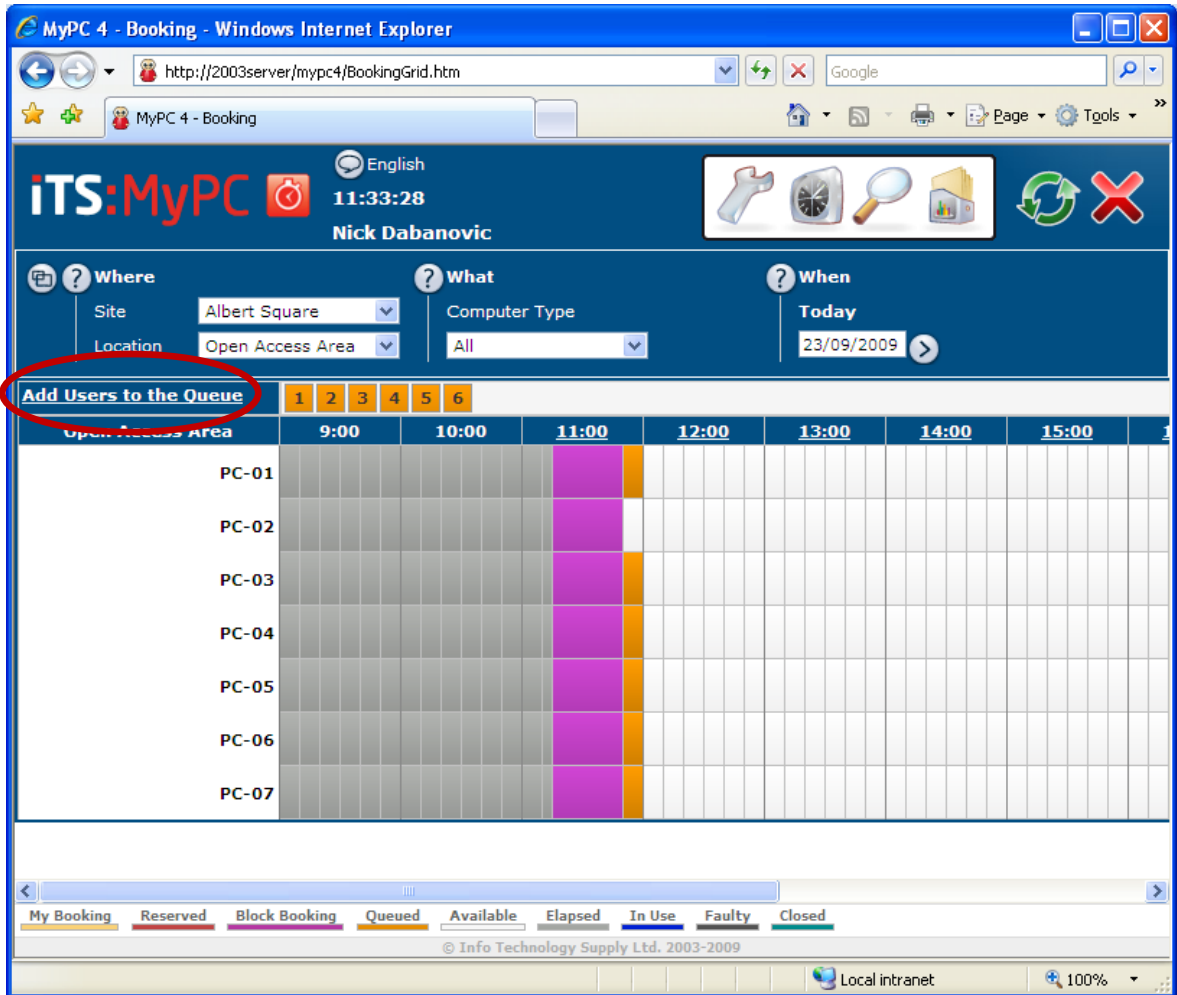 MyPC 4 - Booking - Windows Internet Explorer
http://2003server/mypc4/BookingGrid.htm
Google
MyPC 4 - Booking
Page
Tools
»
English
iTS:MyPC
11:33:28
Nick Dabanovic
Where What When
Site Albert Square Computer Type Today
Location Open Access Area All 23/09/2009
Add Users to the Queue 1 2 3 4 5 6
Open Access Area 9:00 10:00 11:00 12:00 13:00 14:00 15:00 1
PC-01
PC-02
PC-03
PC-04
PC-05
PC-06
PC-07
My Booking Reserved Block Booking Queued Available Elapsed In Use Faulty Closed
© Info Technology Supply Ltd. 2003-2009
Local intranet 100%